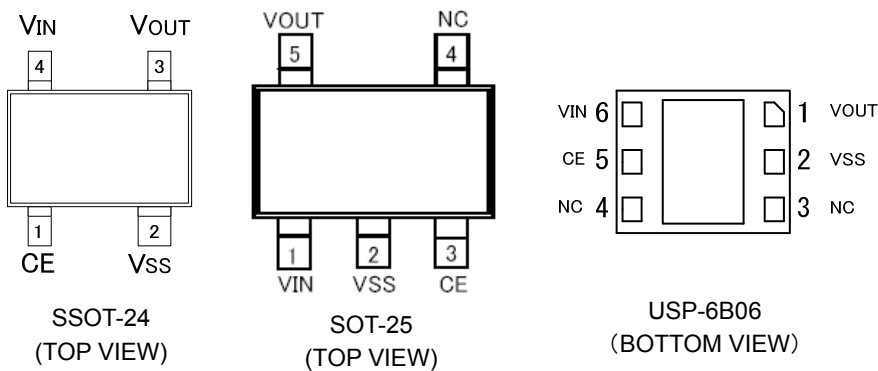 VIN VOUT
4 3
1 2
CE VSS
SSOT-24
(TOP VIEW)
VOUT NC
5 4
1 2 3
VIN VSS CE
SOT-25
(TOP VIEW)
VIN 6 1 VOUT
CE 5 2 VSS
NC 4 3 NC
USP-6B06
（BOTTOM VIEW）